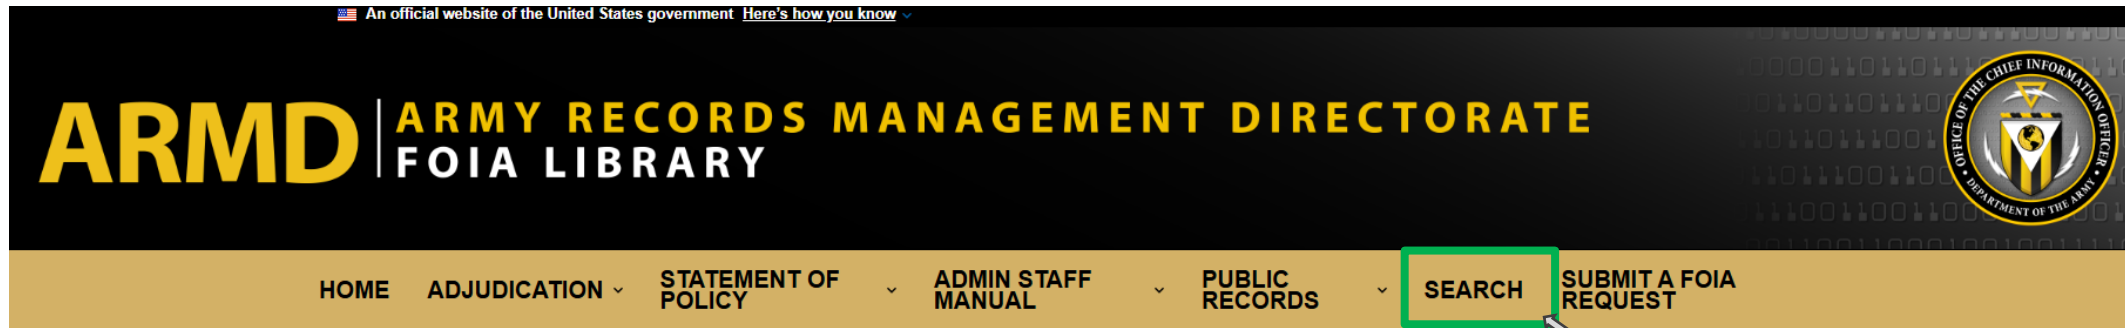 An official website of the United States government Here's how you know
ARMD
ARMY RECORDS MANAGEMENT DIRECTORATE
FOIA LIBRARY
OFFICE OF THE CHIEF INFORMATION OFFICER
DEPARTMENT OF THE ARMY
HOME
ADJUDICATION
STATEMENT OF
POLICY
ADMIN STAFF
MANUAL
PUBLIC
RECORDS
SEARCH
SUBMIT A FOIA
REQUEST